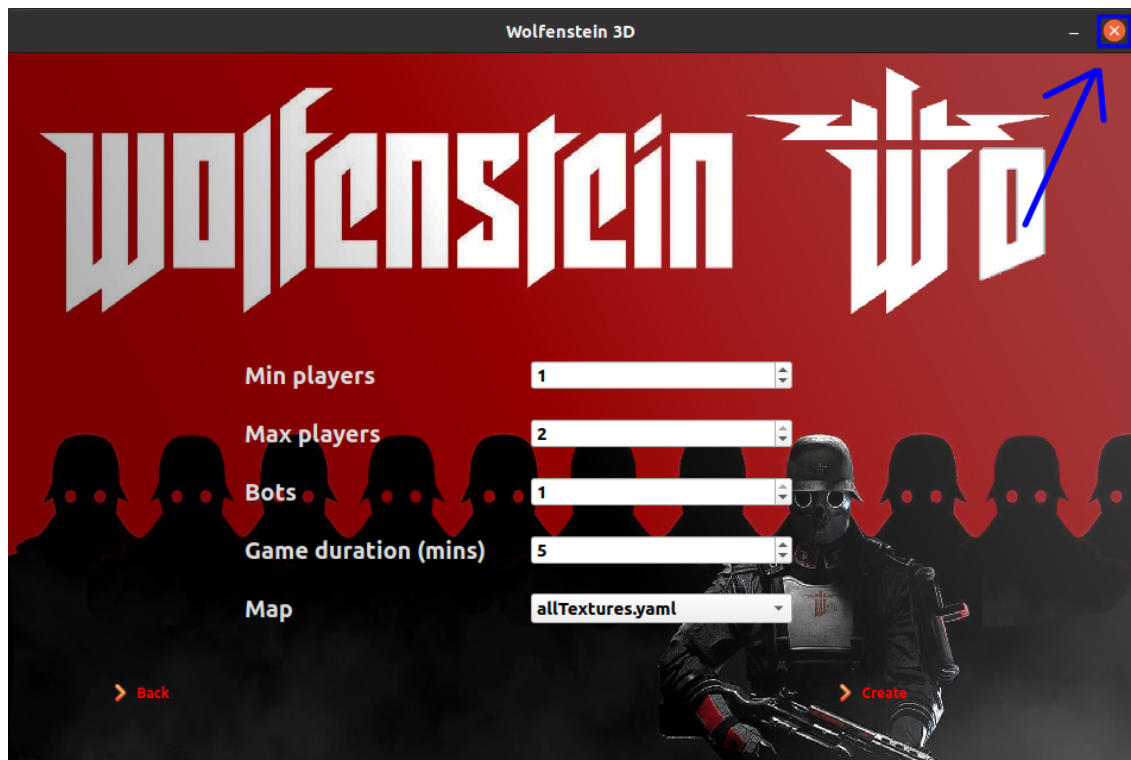 Wolfenstein 3D
Wolfenstein
Min players 1
Max players 2
Bots 1
Game duration (mins) 5
Map allTextures.yaml
Back Create